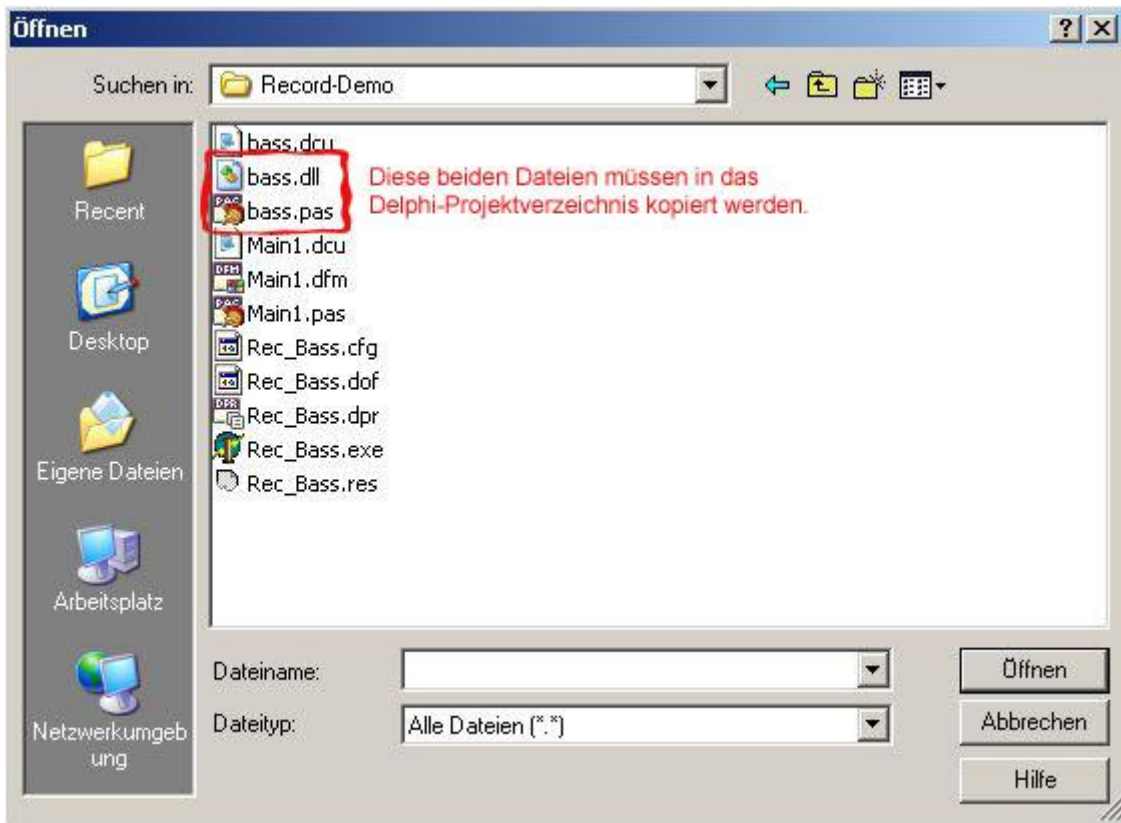 Öffnen
Suchen in: Record-Demo
Recent
Desktop
Eigene Dateien
Arbeitsplatz
Netzwerkumgeb
ung
bass.dcu
bass.dll
bass.pas
Diese beiden Dateien müssen in das
Delphi-Projektverzeichnis kopiert werden.
Main1.dcu
Main1.dfm
Main1.pas
Rec_Bass.cfg
Rec_Bass.dof
Rec_Bass.dpr
Rec_Bass.exe
Rec_Bass.res
Dateiname:
Öffnen
Dateityp: Alle Dateien (*.*)
Abbrechen
Hilfe